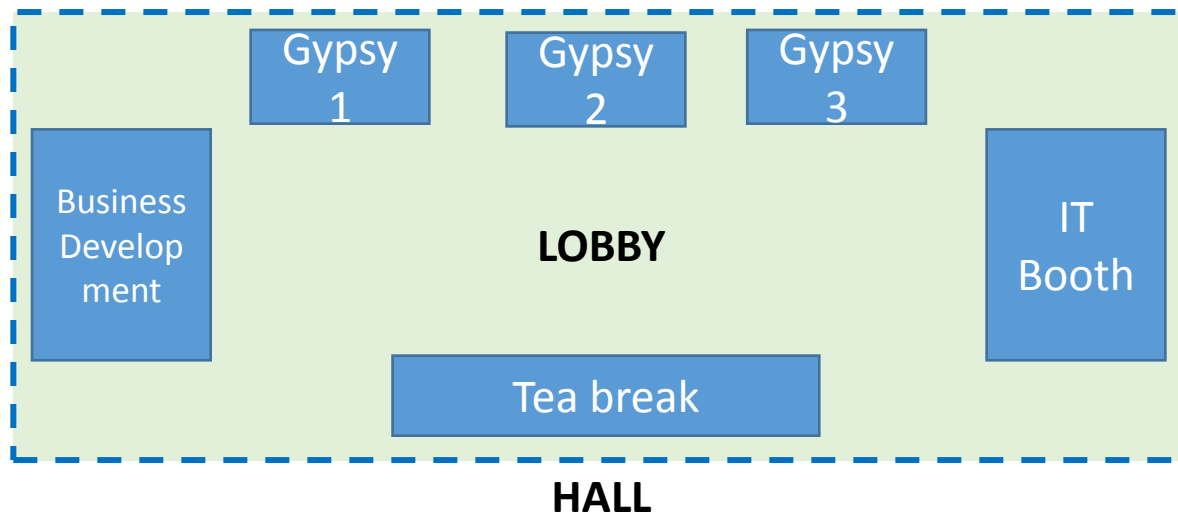 Gypsy
1
Gypsy
2
Gypsy
3
Business
Develop
ment
LOBBY
IT
Booth
Tea break
HALL